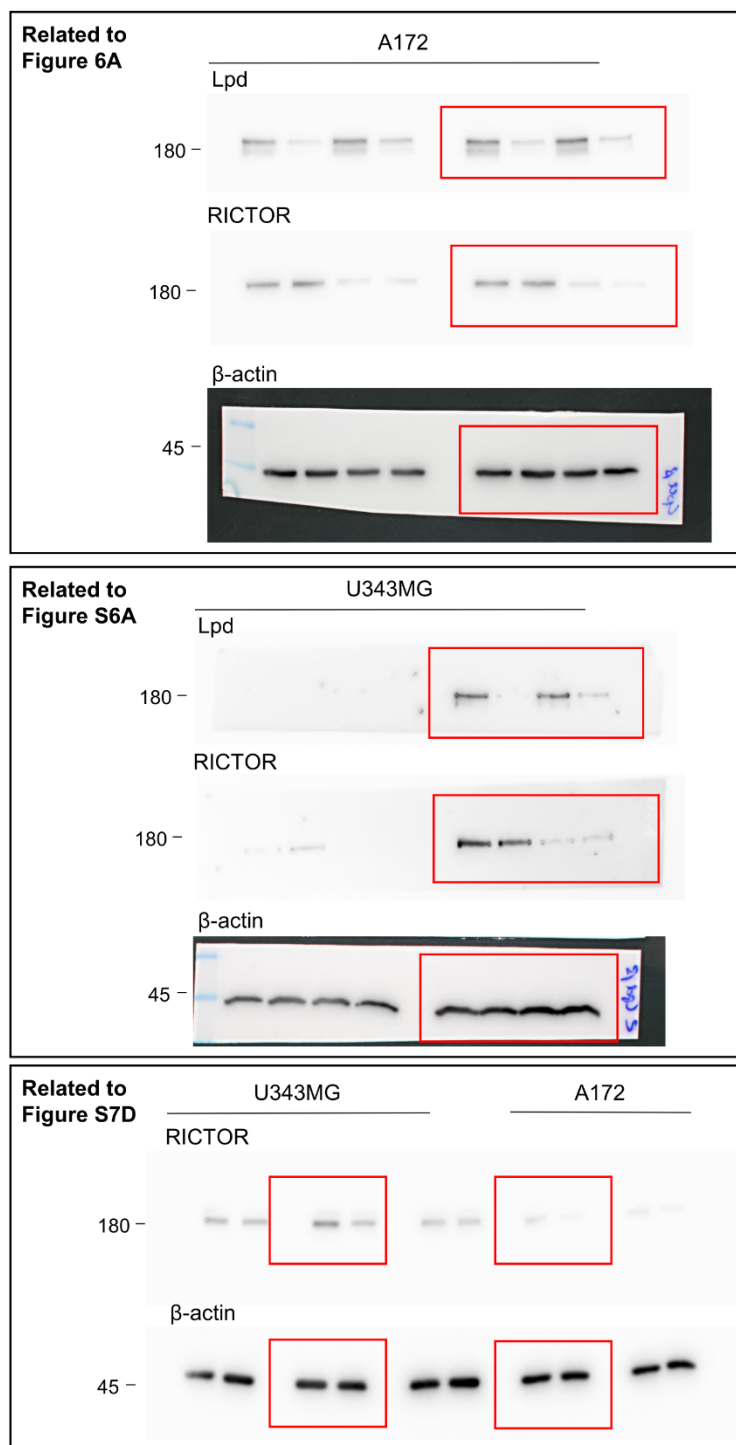 Related to
Figure 6A
A172
Lpd
180
RICTOR
180
β-actin
45
Related to
Figure S6A
U343MG
Lpd
180
RICTOR
180
β-actin
45
Related to
Figure S7D
U343MG
A172
RICTOR
180
β-actin
45